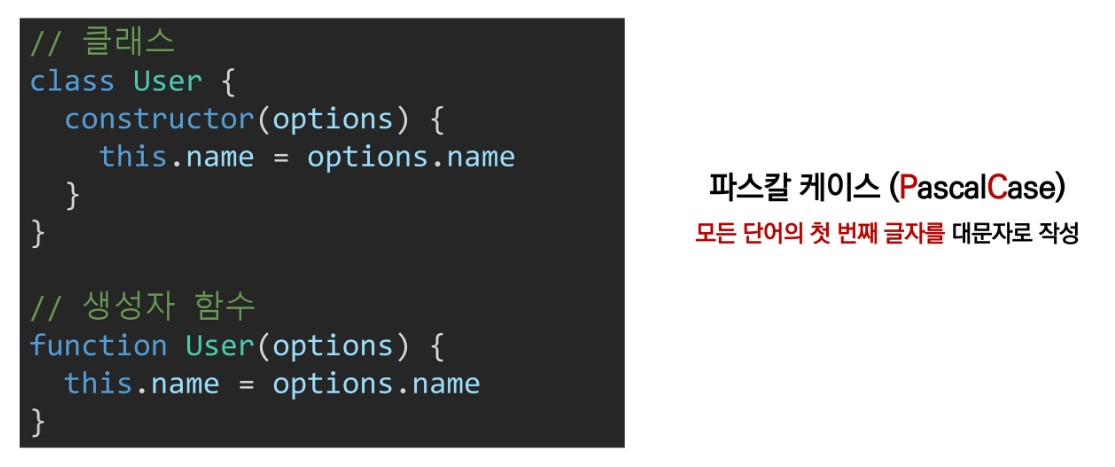 // 클래스
class User {
  constructor(options) {
    this.name = options.name
  }
}
// 생성자 함수
function User(options) {
  this.name = options.name
}
파스칼 케이스 (PascalCase)
모든 단어의 첫 번째 글자를 대문자로 작성